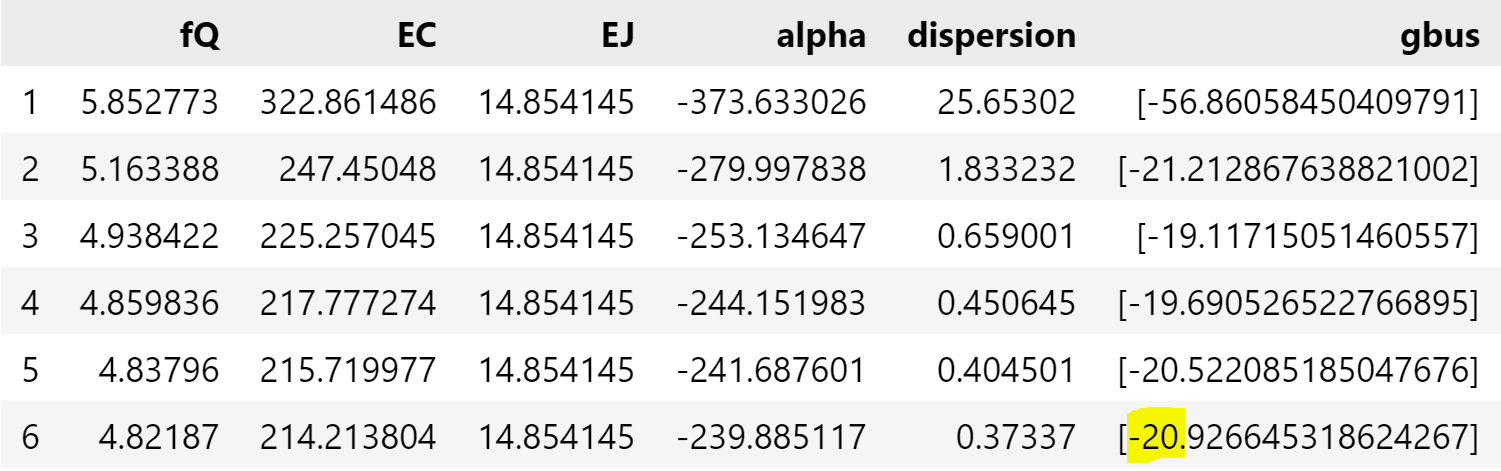 fQ EC EJ alpha dispersion gbus
1 5.852773 322.861486 14.854145 -373.633026 25.65302 [-56.86058450409791]
2 5.163388 247.45048 14.854145 -279.997838 1.833232 [-21.212867638821002]
3 4.938422 225.257045 14.854145 -253.134647 0.659001 [-19.11715051460557]
4 4.859836 217.777274 14.854145 -244.151983 0.450645 [-19.690526522766895]
5 4.83796 215.719977 14.854145 -241.687601 0.404501 [-20.522085185047676]
6 4.82187 214.213804 14.854145 -239.885117 0.37337 [-20.926645318624267]